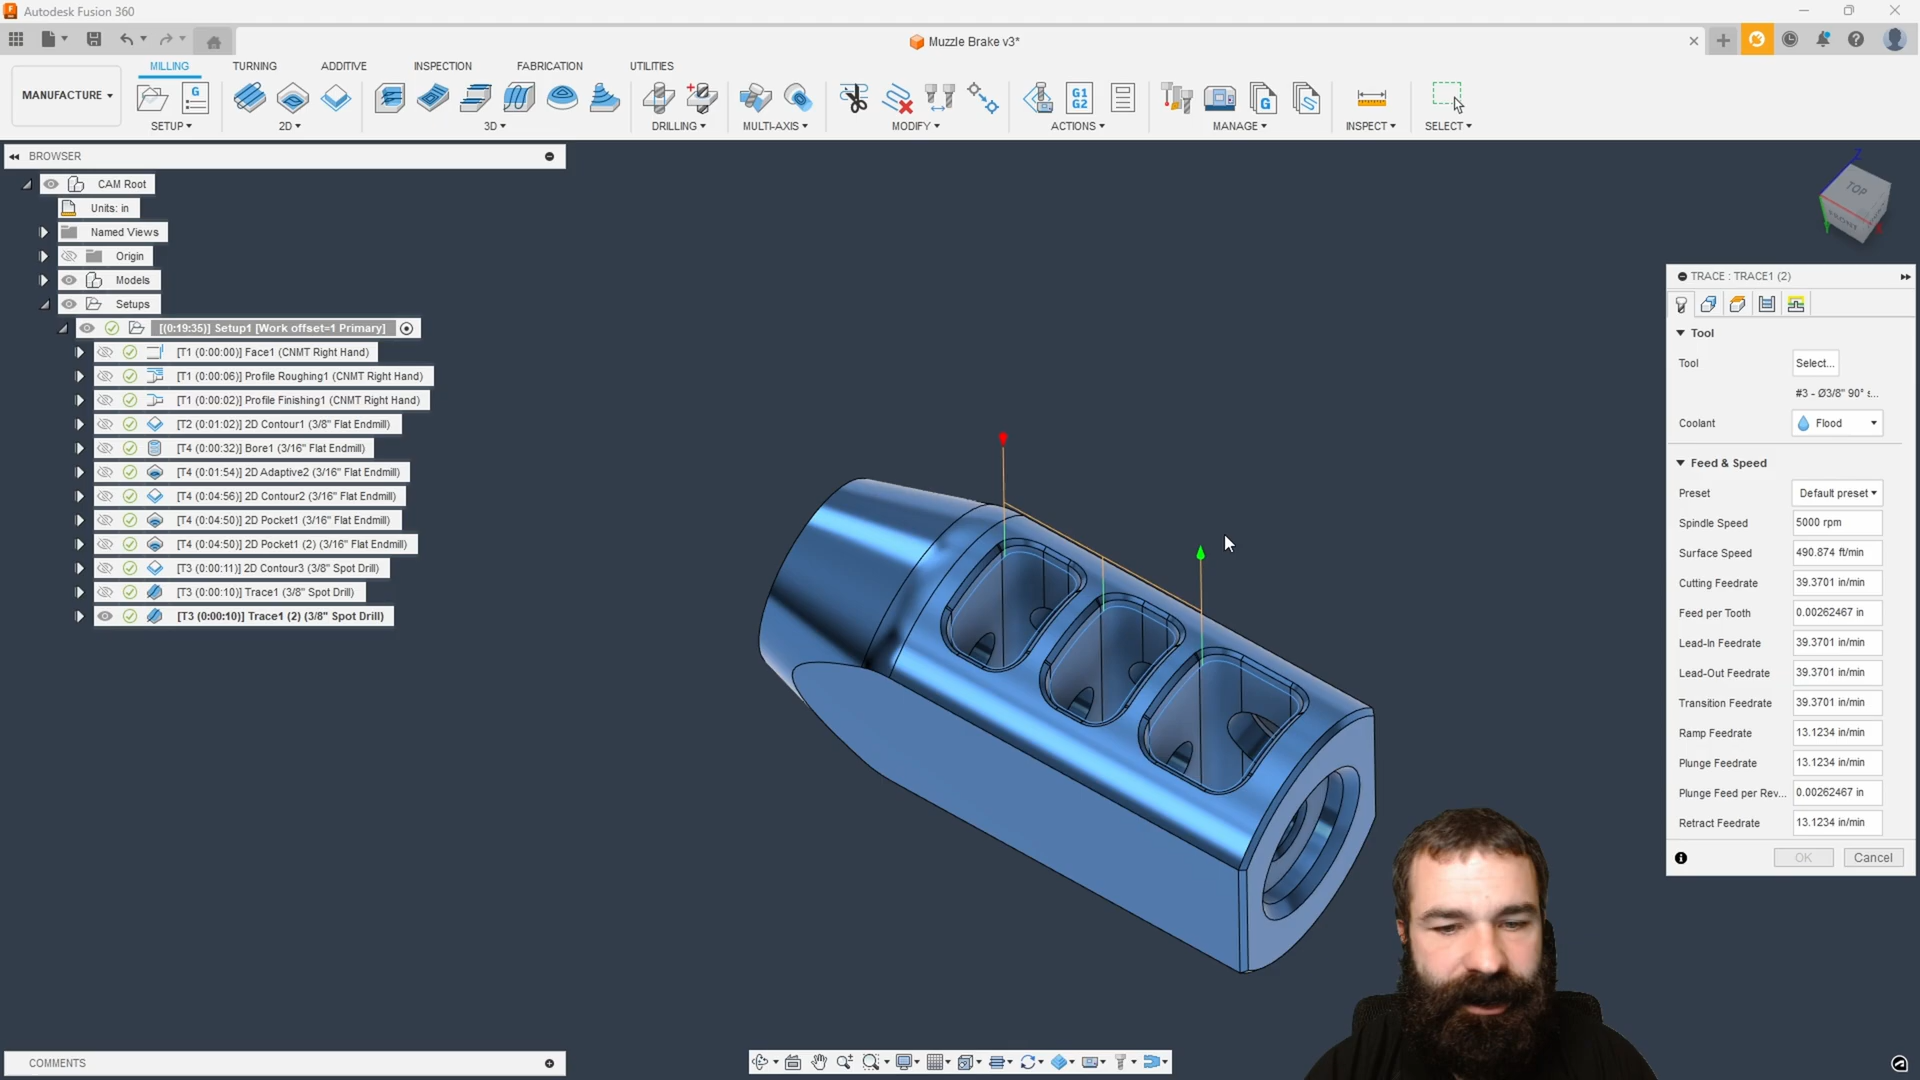 Autodesk Fusion 360
Muzzle Brake v3*
MANUFACTURE
MILLING
TURNING
ADDITIVE
INSPECTION
FABRICATION
UTILITIES
SETUP
2D
3D
DRILLING
MULTI-AXIS
MODIFY
ACTIONS
MANAGE
INSPECT
SELECT
G
G1
G2
G
BROWSER
CAM Root
Units: in
Named Views
Origin
Models
Setups
[(0:19:35)] Setup1 [Work offset=1 Primary]
[T1 (0:00:00)] Face1 (CNMT Right Hand)
[T1 (0:00:06)] Profile Roughing1 (CNMT Right Hand)
[T1 (0:00:02)] Profile Finishing1 (CNMT Right Hand)
[T2 (0:01:02)] 2D Contour1 (3/8" Flat Endmill)
[T4 (0:00:32)] Bore1 (3/16" Flat Endmill)
[T4 (0:01:54)] 2D Adaptive2 (3/16" Flat Endmill)
[T4 (0:04:56)] 2D Contour2 (3/16" Flat Endmill)
[T4 (0:04:50)] 2D Pocket1 (3/16" Flat Endmill)
[T4 (0:04:50)] 2D Pocket1 (2) (3/16" Flat Endmill)
[T3 (0:00:11)] 2D Contour3 (3/8" Spot Drill)
[T3 (0:00:10)] Trace1 (3/8" Spot Drill)
[T3 (0:00:10)] Trace1 (2) (3/8" Spot Drill)
Z
TOP
FRONT
TRACE : TRACE1 (2)
Tool
Tool Select...
#3 - Ø3/8" 90° s...
Coolant Flood
Feed & Speed
Preset Default preset
Spindle Speed 5000 rpm
Surface Speed 490.874 ft/min
Cutting Feedrate 39.3701 in/min
Feed per Tooth 0.00262467 in
Lead-In Feedrate 39.3701 in/min
Lead-Out Feedrate 39.3701 in/min
Transition Feedrate 39.3701 in/min
Ramp Feedrate 13.1234 in/min
Plunge Feedrate 13.1234 in/min
Plunge Feed per Rev... 0.00262467 in
Retract Feedrate 13.1234 in/min
OK Cancel
COMMENTS